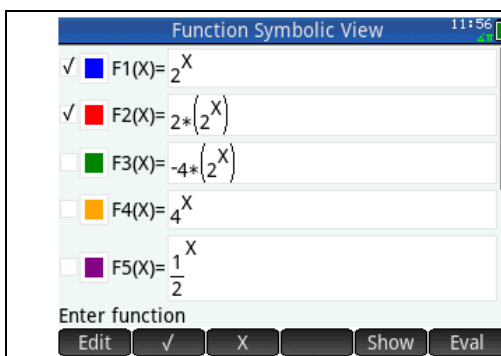 Function Symbolic View 11:56
∡π
√ F1(X)= 2^X
√ F2(X)= 2*(2^X)
F3(X)= -4*(2^X)
F4(X)= 4^X
F5(X)= 1/2^X
Enter function
Edit √ X Show Eval